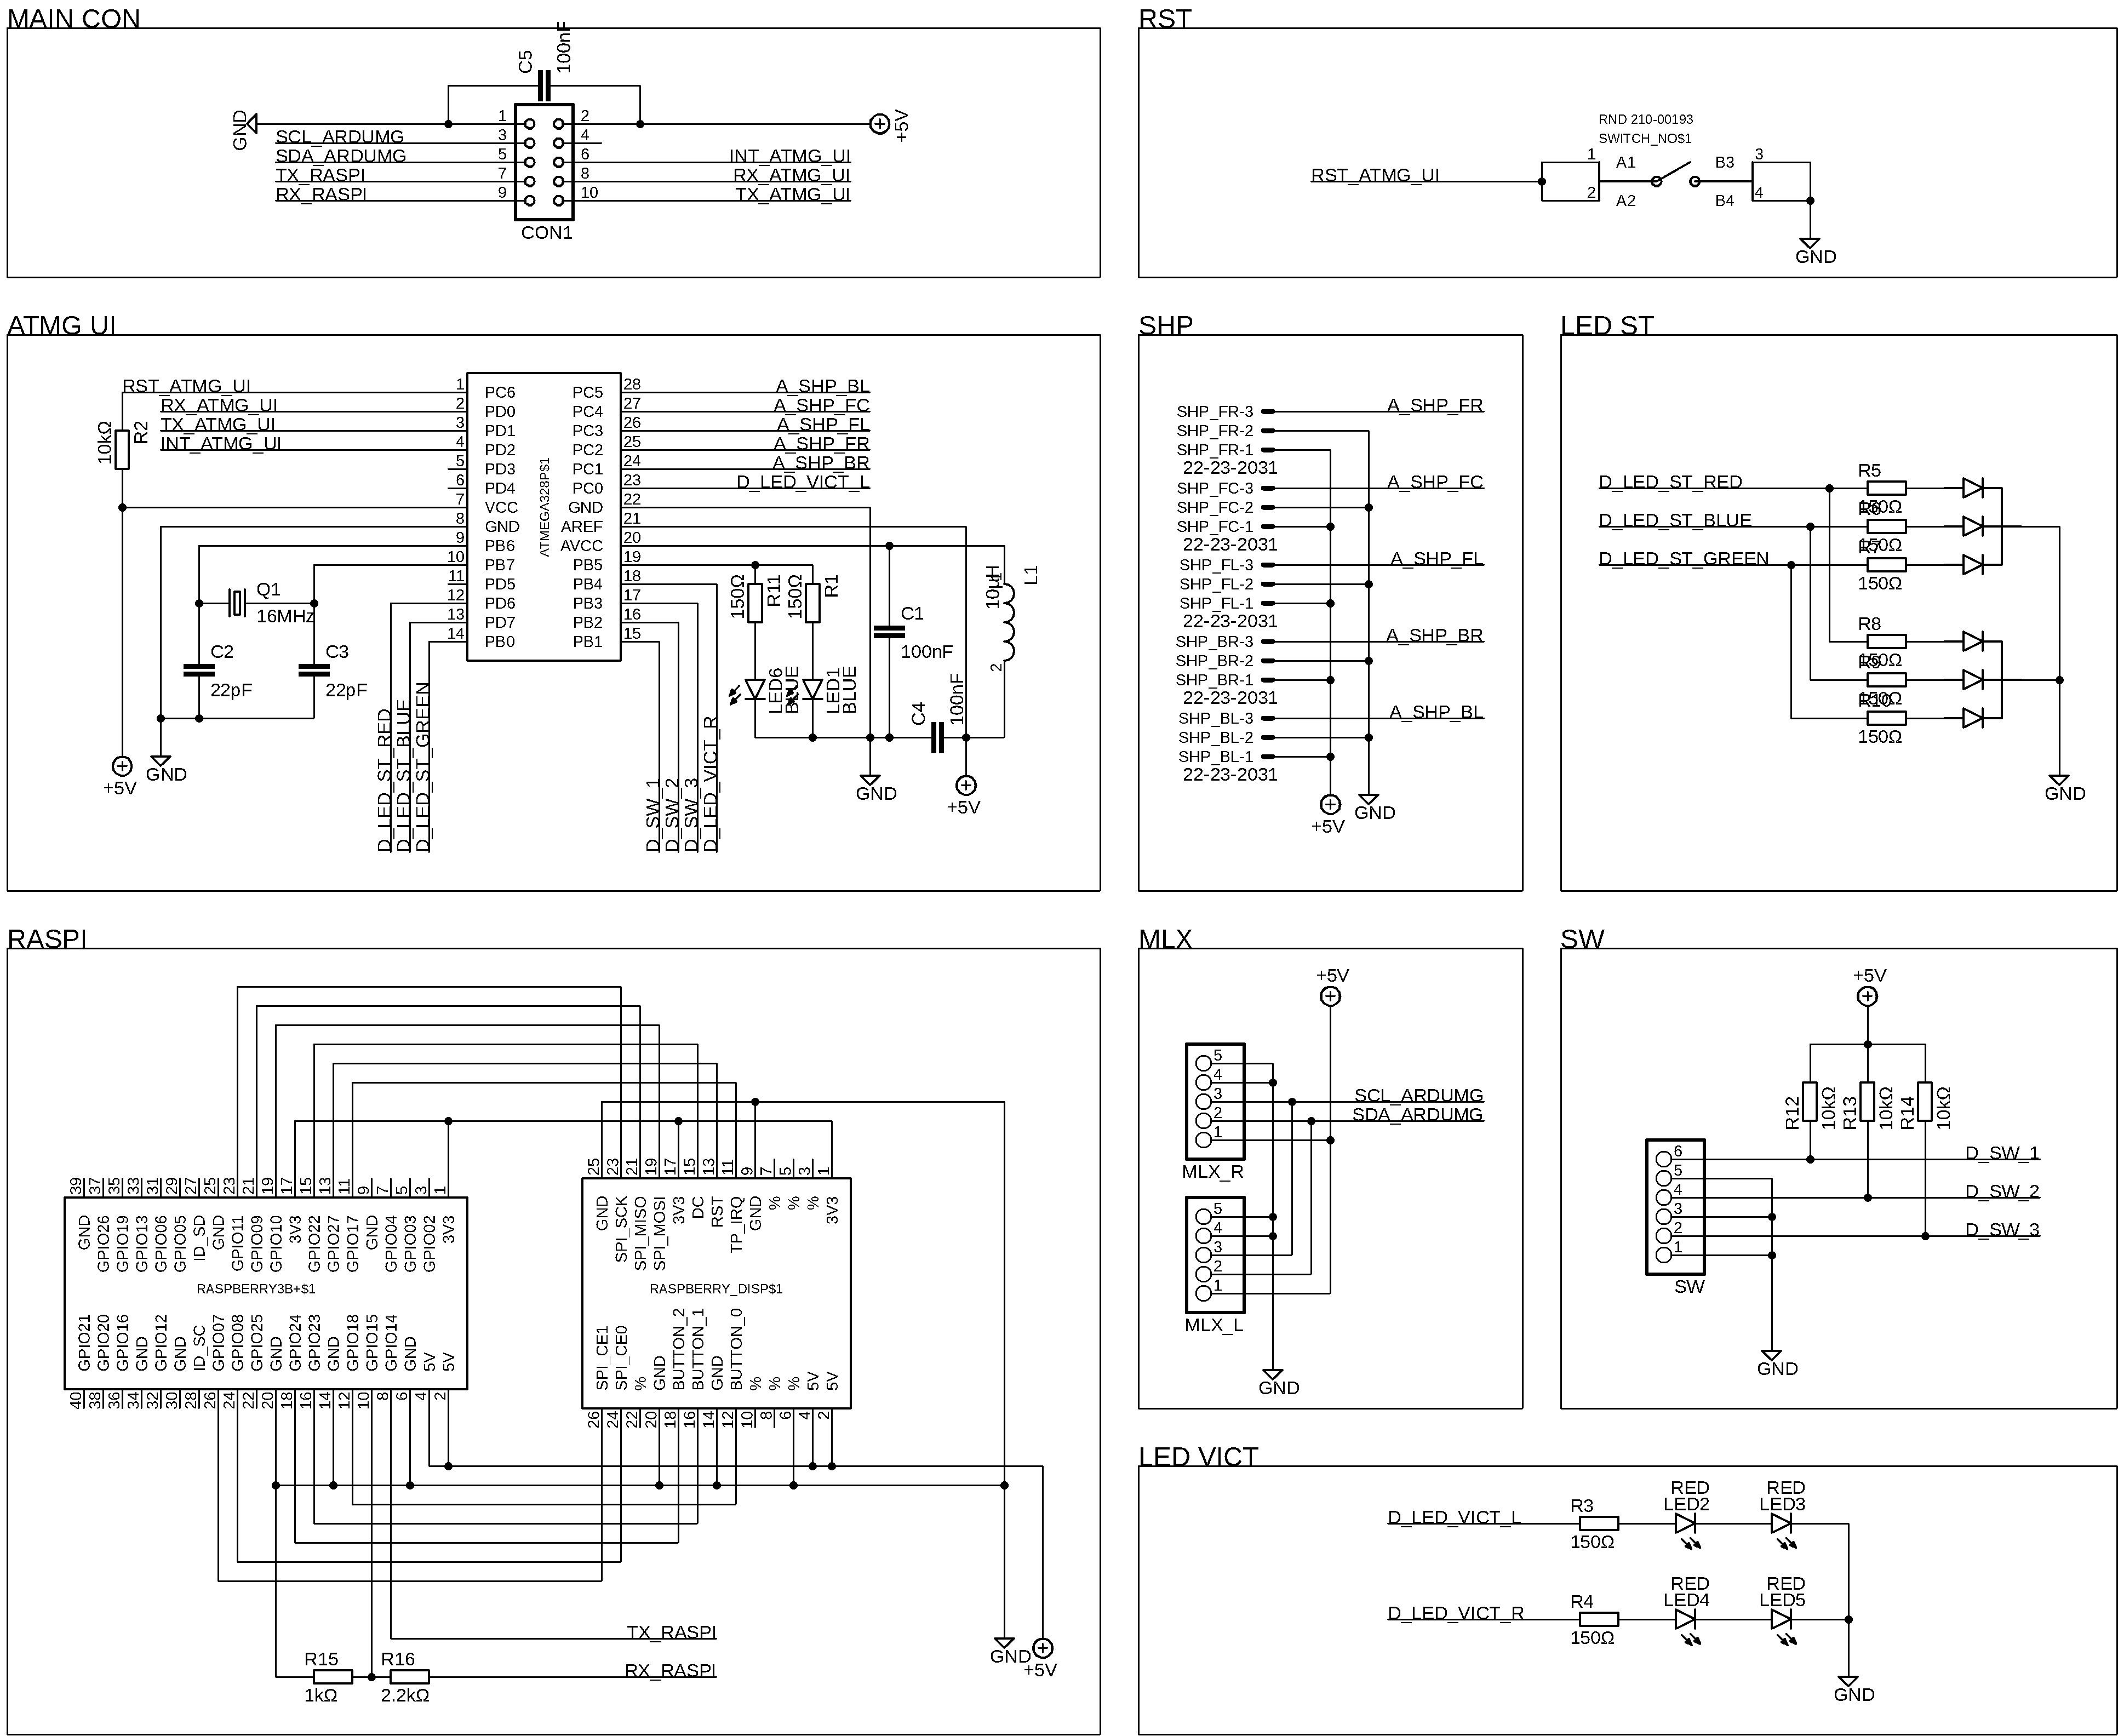 MAIN CON
C5
100nF
GND
1
2
+5V
SCL_ARDUMG
3
4
SDA_ARDUMG
5
6
INT_ATMG_UI
TX_RASPI
7
8
RX_ATMG_UI
RX_RASPI
9
10
TX_ATMG_UI
CON1
RST
RND 210-00193
SWITCH_NO$1
RST_ATMG_UI
1
A1
B3
3
2
A2
B4
4
GND
ATMG UI
RST_ATMG_UI
1 PC6 PC5 28
A_SHP_BL
RX_ATMG_UI
2 PD0 PC4 27
A_SHP_FC
TX_ATMG_UI
3 PD1 PC3 26
A_SHP_FL
INT_ATMG_UI
4 PD2 PC2 25
A_SHP_FR
5 PD3 PC1 24
A_SHP_BR
6 PD4 PC0 23
D_LED_VICT_L
7 VCC GND 22
8 GND AREF 21
9 PB6 AVCC 20
10 PB7 PB5 19
11 PD5 PB4 18
12 PD6 PB3 17
13 PD7 PB2 16
14 PB0 PB1 15
ATMEGA328P$1
10kΩ
R2
Q1
16MHz
C2
22pF
C3
22pF
+5V
GND
D_LED_ST_RED
D_LED_ST_BLUE
D_LED_ST_GREEN
D_SW_1
D_SW_2
D_SW_3
D_LED_VICT_R
150Ω
R11
150Ω
R1
LED6
BLUE
LED1
BLUE
C1
100nF
C4
100nF
10µH
L1
2
GND
+5V
SHP
SHP_FR-3
A_SHP_FR
SHP_FR-2
SHP_FR-1
22-23-2031
SHP_FC-3
A_SHP_FC
SHP_FC-2
SHP_FC-1
22-23-2031
SHP_FL-3
A_SHP_FL
SHP_FL-2
SHP_FL-1
22-23-2031
SHP_BR-3
A_SHP_BR
SHP_BR-2
SHP_BR-1
22-23-2031
SHP_BL-3
A_SHP_BL
SHP_BL-2
SHP_BL-1
22-23-2031
+5V
GND
LED ST
D_LED_ST_RED
R5
150Ω
D_LED_ST_BLUE
R6
150Ω
D_LED_ST_GREEN
R7
150Ω
R8
150Ω
R9
150Ω
R10
150Ω
GND
RASPI
39 37 35 33 31 29 27 25 23 21 19 17 15 13 11 9 7 5 3 1
GND GPIO26 GPIO19 GPIO13 GPIO06 GPIO05 ID_SD GND GPIO11 GPIO09 GPIO10 3V3 GPIO22 GPIO27 GPIO17 GND GPIO04 GPIO03 GPIO02 3V3
RASPBERRY3B+$1
GPIO21 GPIO20 GPIO16 GND GPIO12 GND ID_SC GPIO07 GPIO08 GPIO25 GND GPIO24 GPIO23 GND GPIO18 GPIO15 GPIO14 GND 5V 5V
40 38 36 34 32 30 28 26 24 22 20 18 16 14 12 10 8 6 4 2
25 23 21 19 17 15 13 11 9 7 5 3 1
GND SPI_SCK SPI_MISO SPI_MOSI 3V3 DC RST TP_IRQ GND % % % 3V3
RASPBERRY_DISP$1
SPI_CE1 SPI_CE0 % GND BUTTON_2 BUTTON_1 GND BUTTON_0 % % % 5V 5V
26 24 22 20 18 16 14 12 10 8 6 4 2
TX_RASPI
RX_RASPI
R15
1kΩ
R16
2.2kΩ
GND
+5V
MLX
+5V
5
4
3
SCL_ARDUMG
2
SDA_ARDUMG
1
MLX_R
5
4
3
2
1
MLX_L
GND
SW
+5V
R12
10kΩ
R13
10kΩ
R14
10kΩ
6
D_SW_1
5
4
D_SW_2
3
2
D_SW_3
1
SW
GND
LED VICT
D_LED_VICT_L
R3
150Ω
RED
LED2
RED
LED3
D_LED_VICT_R
R4
150Ω
RED
LED4
RED
LED5
GND